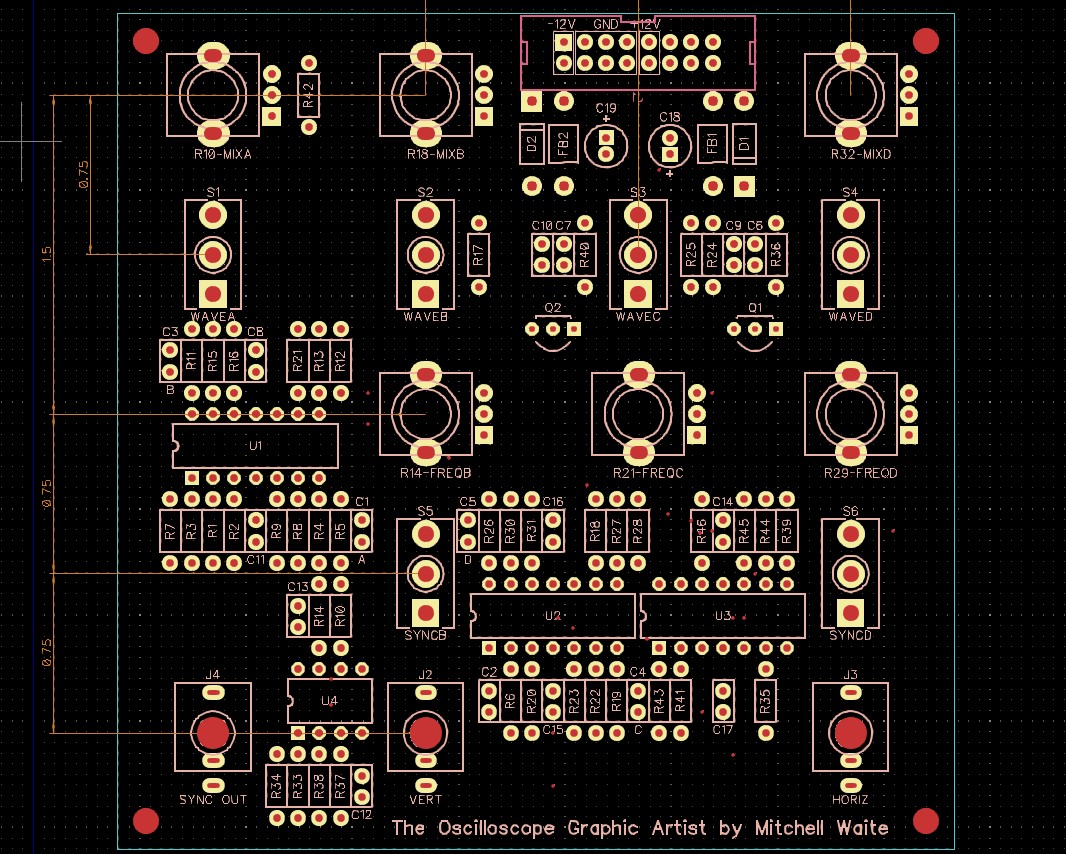 -12V GND +12V
R42
C19
C18
+
+
D2 FB2 FB1 D1
R10-MIXA R18-MIXB R32-MIXD
0.75
S1 S2 S3 S4
C10 C7 C9 C6
1.5
R17 R40 R25 R24 R36
Q2 Q1
WAVEA WAVEB WAVEC WAVED
C3 C8
R11 R15 R16 R21 R13 R12
B
U1
R14-FREQB R21-FREQC R29-FREQD
0.75
C1 C5 C16 C14
S5 S6
R7 R3 R1 R2 R9 R8 R4 R5 R26 R30 R31 R18 R27 R28 R46 R45 R44 R39
C11 A D
C13
R14 R10
U2 U3
SYNCB SYNCD
0.75
J4 J2 C2 C4 J3
U4
R6 R20 R23 R22 R19 R43 R41 R35
C15 C C17
R34 R33 R38 R37
SYNC OUT VERT HORIZ
C12
The Oscilloscope Graphic Artist by Mitchell Waite